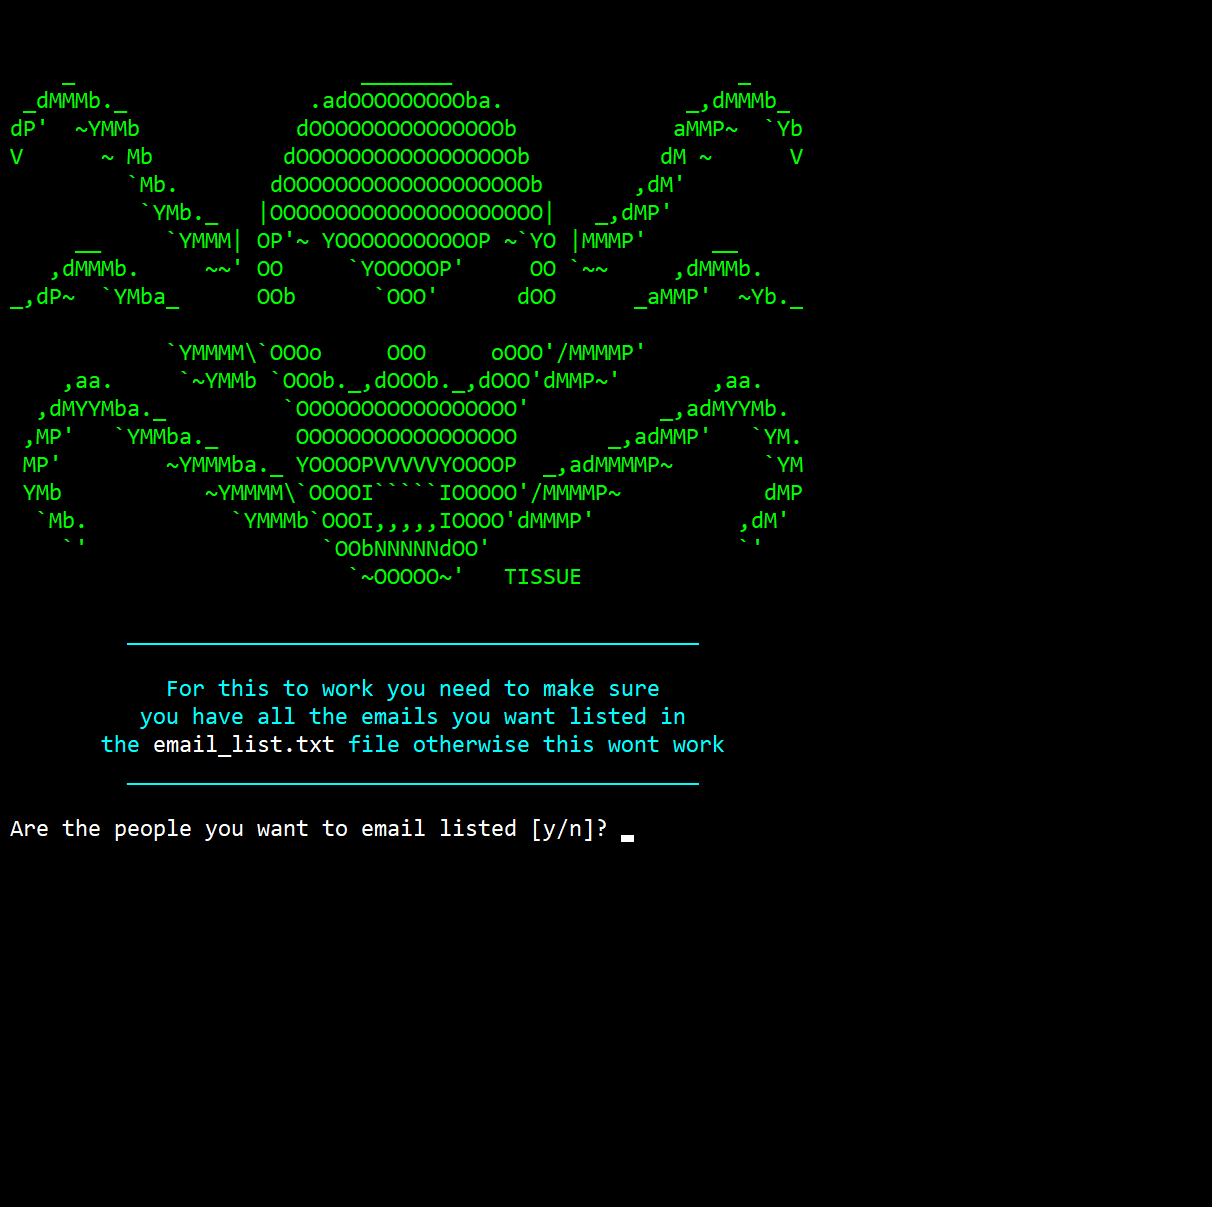 _                      _______                      _
 _dMMMb._              .adOOOOOOOOOba.              _,dMMMb_
dP'  ~YMMb            dOOOOOOOOOOOOOOOb            aMMP~  `Yb
V      ~ Mb          dOOOOOOOOOOOOOOOOOb          dM ~      V
         `Mb.       dOOOOOOOOOOOOOOOOOOOb       ,dM'
          `YMb._   |OOOOOOOOOOOOOOOOOOOOO|   _,dMP'
     __     `YMMM| OP'~ YOOOOOOOOOOOP ~`YO |MMMP'     __
   ,dMMMb.     ~~' OO     `YOOOOOP'     OO `~~     ,dMMMb.
_,dP~  `YMba_      OOb      `OOO'      dOO      _aMMP'  ~Yb._
            `YMMMM\`OOOo     OOO     oOOO'/MMMMP'
    ,aa.     `~YMMb `OOOb._,dOOOb._,dOOO'dMMP~'       ,aa.
  ,dMYYMba._         `OOOOOOOOOOOOOOOOO'          _,adMYYMb.
 ,MP'   `YMMba._      OOOOOOOOOOOOOOOOO       _,adMMP'   `YM.
 MP'        ~YMMMba._ YOOOOPVVVVVYOOOOP  _,adMMMMP~       `YM
 YMb           ~YMMMM\`OOOOI`````IOOOOO'/MMMMP~           dMP
  `Mb.           `YMMMb`OOOI,,,,,IOOOO'dMMMP'           ,dM'
    `'                  `OObNNNNNdOO'                   `'
                          `~OOOOO~'   TISSUE
For this to work you need to make sure
you have all the emails you want listed in
the email_list.txt file otherwise this wont work
Are the people you want to email listed [y/n]? _